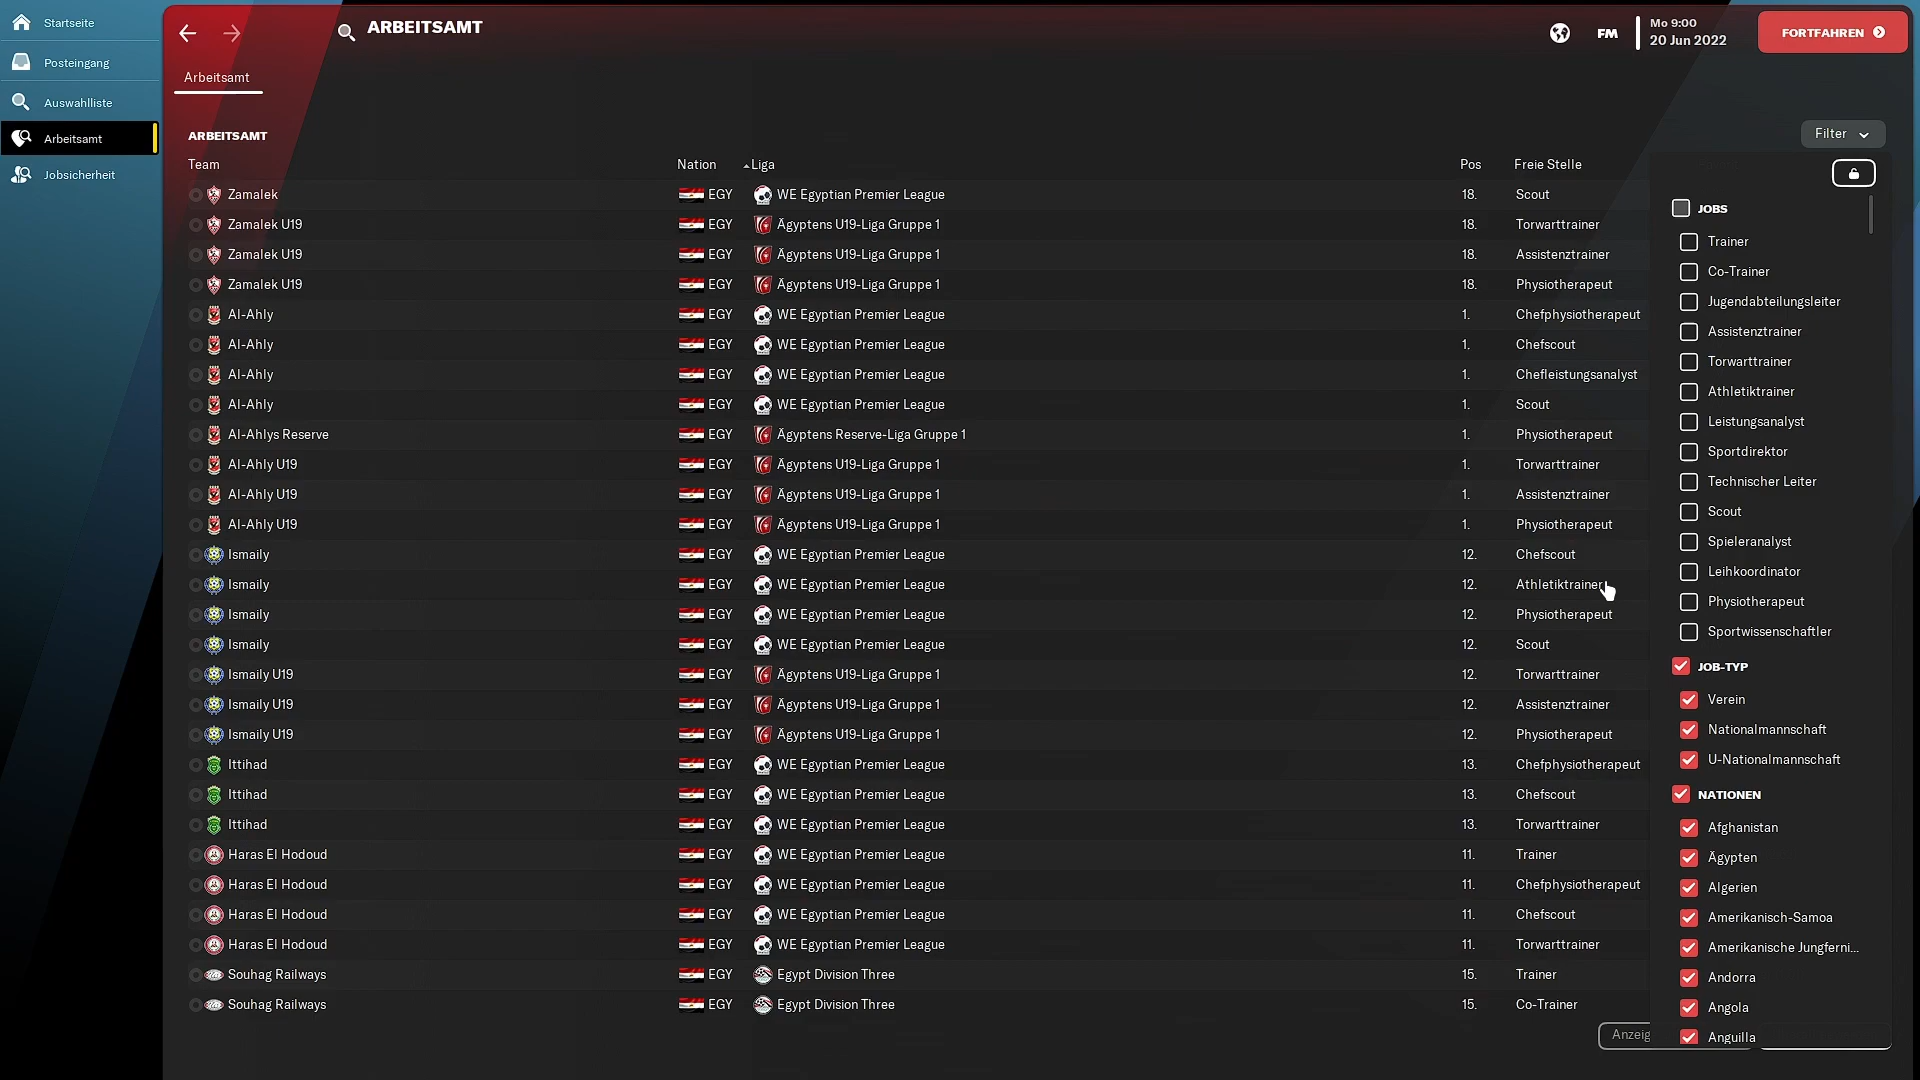 Startseite
Posteingang
Auswahlliste
Arbeitsamt
Jobsicherheit
ARBEITSAMT
FM
Mo 9:00
20 Jun 2022
FORTFAHREN
Arbeitsamt
ARBEITSAMT
Filter
Team Nation Liga Pos Freie Stelle
Zamalek EGY WE Egyptian Premier League 18. Scout
Zamalek U19 EGY Ägyptens U19-Liga Gruppe 1 18. Torwarttrainer
Zamalek U19 EGY Ägyptens U19-Liga Gruppe 1 18. Assistenztrainer
Zamalek U19 EGY Ägyptens U19-Liga Gruppe 1 18. Physiotherapeut
Al-Ahly EGY WE Egyptian Premier League 1. Chefphysiotherapeut
Al-Ahly EGY WE Egyptian Premier League 1. Chefscout
Al-Ahly EGY WE Egyptian Premier League 1. Chefleistungsanalyst
Al-Ahly EGY WE Egyptian Premier League 1. Scout
Al-Ahlys Reserve EGY Ägyptens Reserve-Liga Gruppe 1 1. Physiotherapeut
Al-Ahly U19 EGY Ägyptens U19-Liga Gruppe 1 1. Torwarttrainer
Al-Ahly U19 EGY Ägyptens U19-Liga Gruppe 1 1. Assistenztrainer
Al-Ahly U19 EGY Ägyptens U19-Liga Gruppe 1 1. Physiotherapeut
Ismaily EGY WE Egyptian Premier League 12. Chefscout
Ismaily EGY WE Egyptian Premier League 12. Athletiktrainer
Ismaily EGY WE Egyptian Premier League 12. Physiotherapeut
Ismaily EGY WE Egyptian Premier League 12. Scout
Ismaily U19 EGY Ägyptens U19-Liga Gruppe 1 12. Torwarttrainer
Ismaily U19 EGY Ägyptens U19-Liga Gruppe 1 12. Assistenztrainer
Ismaily U19 EGY Ägyptens U19-Liga Gruppe 1 12. Physiotherapeut
Ittihad EGY WE Egyptian Premier League 13. Chefphysiotherapeut
Ittihad EGY WE Egyptian Premier League 13. Chefscout
Ittihad EGY WE Egyptian Premier League 13. Torwarttrainer
Haras El Hodoud EGY WE Egyptian Premier League 11. Trainer
Haras El Hodoud EGY WE Egyptian Premier League 11. Chefphysiotherapeut
Haras El Hodoud EGY WE Egyptian Premier League 11. Chefscout
Haras El Hodoud EGY WE Egyptian Premier League 11. Torwarttrainer
Souhag Railways EGY Egypt Division Three 15. Trainer
Souhag Railways EGY Egypt Division Three 15. Co-Trainer
Anzeig
JOBS
Trainer
Co-Trainer
Jugendabteilungsleiter
Assistenztrainer
Torwarttrainer
Athletiktrainer
Leistungsanalyst
Sportdirektor
Technischer Leiter
Scout
Spieleranalyst
Leihkoordinator
Physiotherapeut
Sportwissenschaftler
JOB-TYP
Verein
Nationalmannschaft
U-Nationalmannschaft
NATIONEN
Afghanistan
Ägypten
Algerien
Amerikanisch-Samoa
Amerikanische Jungferni...
Andorra
Angola
Anguilla